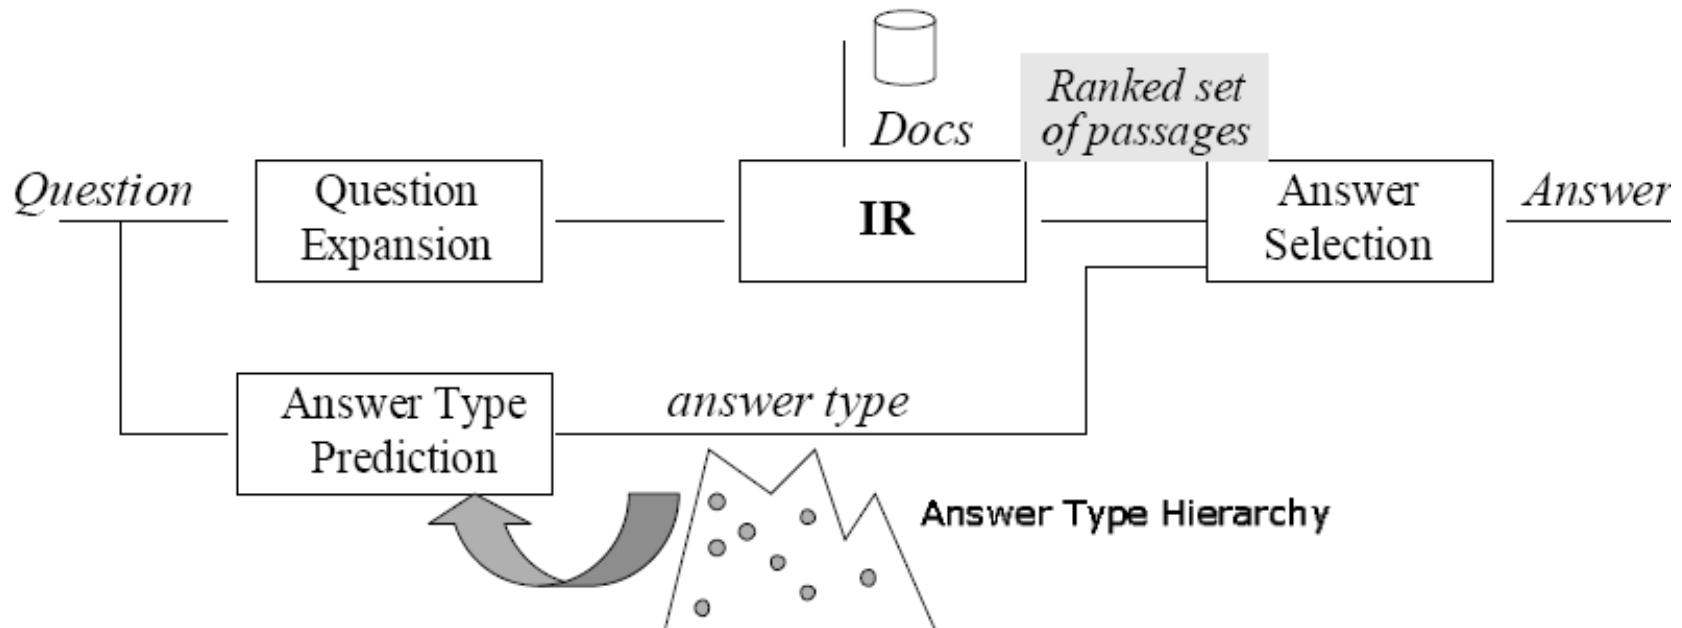 Docs
Ranked set
of passages
Question
Question
Expansion
IR
Answer
Selection
Answer
Answer Type
Prediction
answer type
Answer Type Hierarchy